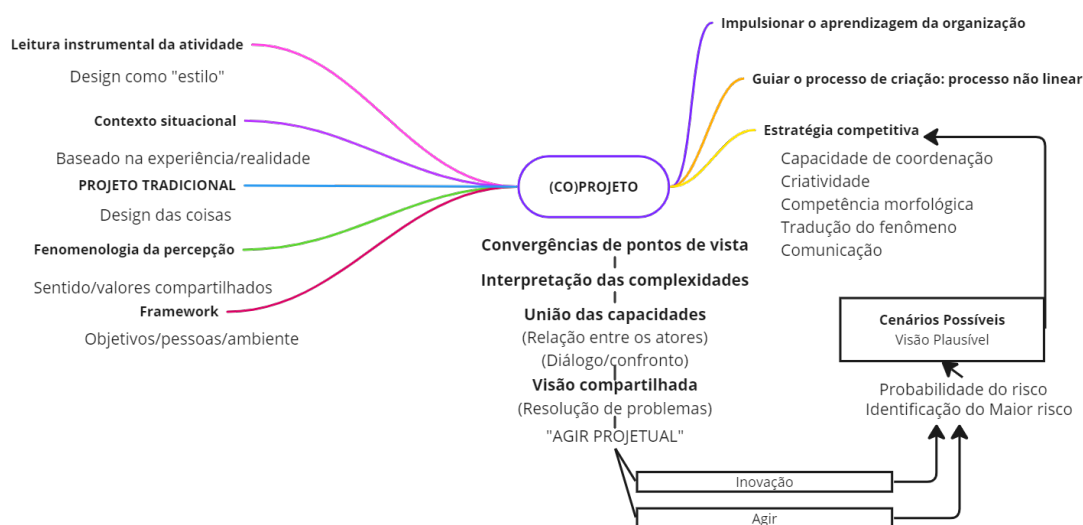 Leitura instrumental da atividade
Design como "estilo"
Contexto situacional
Baseado na experiência/realidade
PROJETO TRADICIONAL
Design das coisas
Fenomenologia da percepção
Sentido/valores compartilhados
Framework
Objetivos/pessoas/ambiente
(CO)PROJETO
Convergências de pontos de vista
Interpretação das complexidades
União das capacidades
(Relação entre os atores)
(Diálogo/confronto)
Visão compartilhada
(Resolução de problemas)
"AGIR PROJETUAL"
Inovação
Agir
Impulsionar o aprendizagem da organização
Guiar o processo de criação: processo não linear
Estratégia competitiva
Capacidade de coordenação
Criatividade
Competência morfológica
Tradução do fenômeno
Comunicação
Cenários Possíveis
Visão Plausível
Probabilidade do risco
Identificação do Maior risco